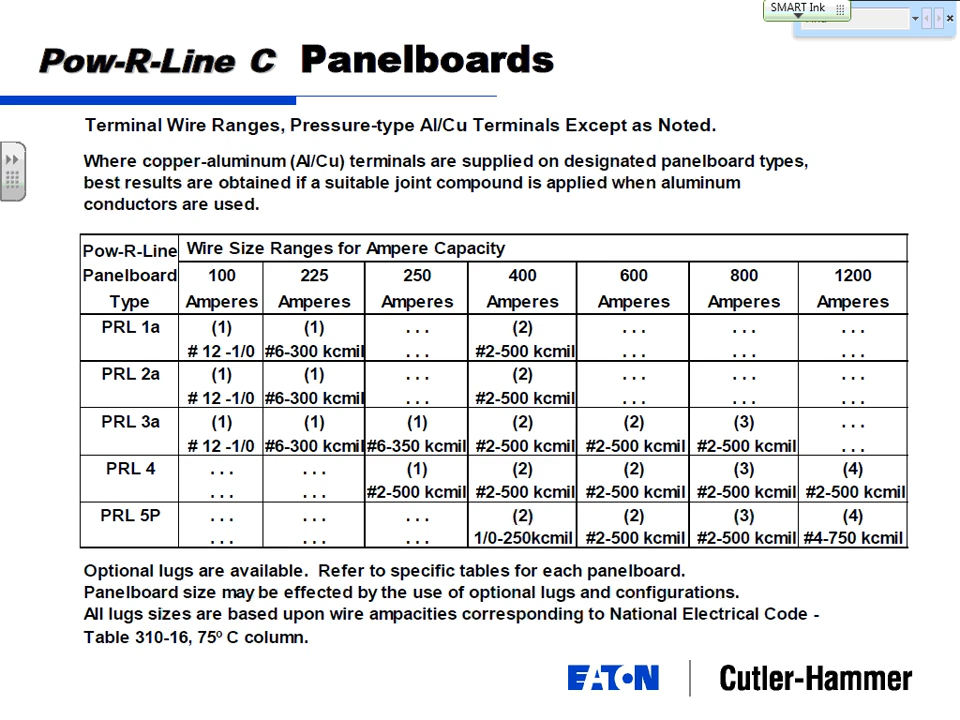 SMART Ink
Pow-R-Line C Panelboards
Terminal Wire Ranges, Pressure-type Al/Cu Terminals Except as Noted.
Where copper-aluminum (Al/Cu) terminals are supplied on designated panelboard types,
best results are obtained if a suitable joint compound is applied when aluminum
conductors are used.
Pow-R-Line Wire Size Ranges for Ampere Capacity
Panelboard 100 225 250 400 600 800 1200
Type Amperes Amperes Amperes Amperes Amperes Amperes Amperes
PRL 1a (1) (1) . . . (2) . . . . . . . . .
# 12 -1/0 #6-300 kcmil . . . #2-500 kcmil . . . . . . . . .
PRL 2a (1) (1) . . . (2) . . . . . . . . .
# 12 -1/0 #6-300 kcmil . . . #2-500 kcmil . . . . . . . . .
PRL 3a (1) (1) (1) (2) (2) (3) . . .
# 12 -1/0 #6-300 kcmil #6-350 kcmil #2-500 kcmil #2-500 kcmil #2-500 kcmil . . .
PRL 4 . . . . . . (1) (2) (2) (3) (4)
. . . . . . #2-500 kcmil #2-500 kcmil #2-500 kcmil #2-500 kcmil #2-500 kcmil
PRL 5P . . . . . . . . . (2) (2) (3) (4)
. . . . . . . . . 1/0-250kcmil #2-500 kcmil #2-500 kcmil #4-750 kcmil
Optional lugs are available. Refer to specific tables for each panelboard.
Panelboard size may be effected by the use of optional lugs and configurations.
All lugs sizes are based upon wire ampacities corresponding to National Electrical Code -
Table 310-16, 75º C column.
EATON Cutler-Hammer